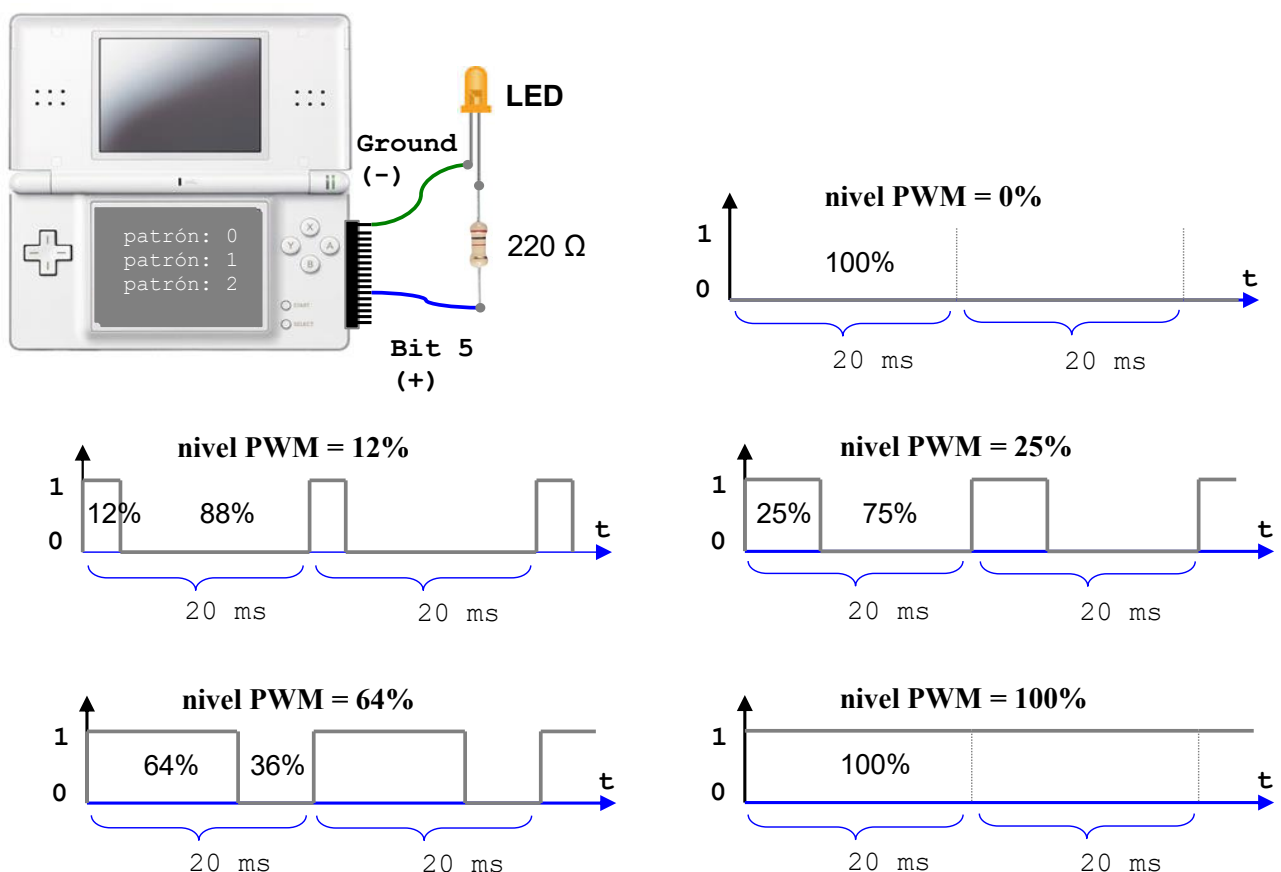 LED
Ground
(-)
220 Ω
Bit 5
(+)
patrón: 0
patrón: 1
patrón: 2
X
Y
A
B
START
SELECT
nivel PWM = 0%
1
100%
0
t
20 ms
20 ms
nivel PWM = 12%
1
12%
88%
0
t
20 ms
20 ms
nivel PWM = 25%
1
25%
75%
0
t
20 ms
20 ms
nivel PWM = 64%
1
64%
36%
0
t
20 ms
20 ms
nivel PWM = 100%
1
100%
0
t
20 ms
20 ms